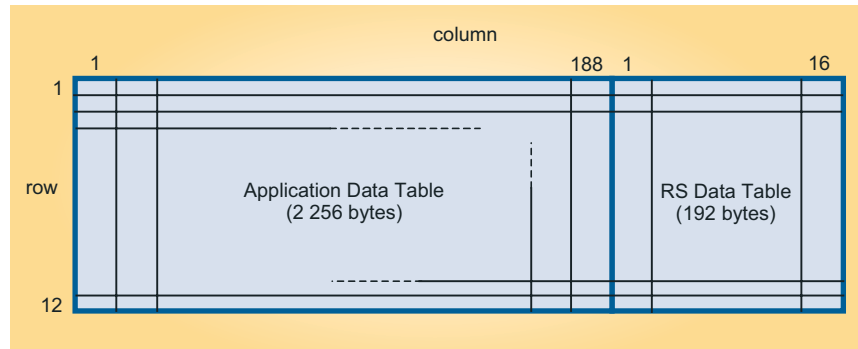 column
1 188 1 16
1
row
Application Data Table
(2 256 bytes)
RS Data Table
(192 bytes)
12